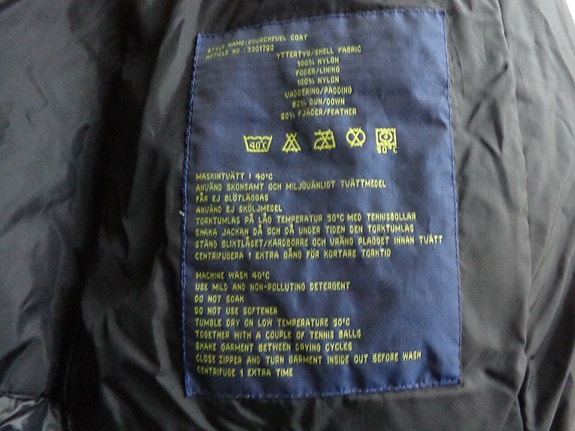 STYLE NAME:COURCHEVEL COAT
ARTICLE NO.:3301790
YTTERTYG/SHELL FABRIC
100% NYLON
FODER/LINING
100% NYLON
VADDERING/PADDING
80% DUN/DOWN
20% FJÄDER/FEATHER
40°C
50°C
MASKINTVÄTT I 40°C
ANVÄND SKONSAMT OCH MILJÖVÄNLIGT TVÄTTMEDEL
FÅR EJ BLÖTLÄGGAS
ANVÄND EJ SKÖLJMEDEL
TORKTUMLAS PÅ LÅG TEMPERATUR 50°C MED TENNISBOLLAR
SKAKA JACKAN DÅ OCH DÅ UNDER TIDEN DEN TORKTUMLAS
STÄNG BLIXTLÅSET/KARDBORRE OCH VRÄNG PLAGGET INNAN TVÄTT
CENTRIFUGERA 1 EXTRA GÅNG FÖR KORTARE TORKTID
MACHINE WASH 40°C
USE MILD AND NON-POLLUTING DETERGENT
DO NOT SOAK
DO NOT USE SOFTENER
TUMBLE DRY ON LOW TEMPERATURE 50°C
TOGETHER WITH A COUPLE OF TENNIS BALLS
SHAKE GARMENT BETWEEN DRYING CYCLES
CLOSE ZIPPER AND TURN GARMENT INSIDE OUT BEFORE WASH
CENTRIFUGE 1 EXTRA TIME